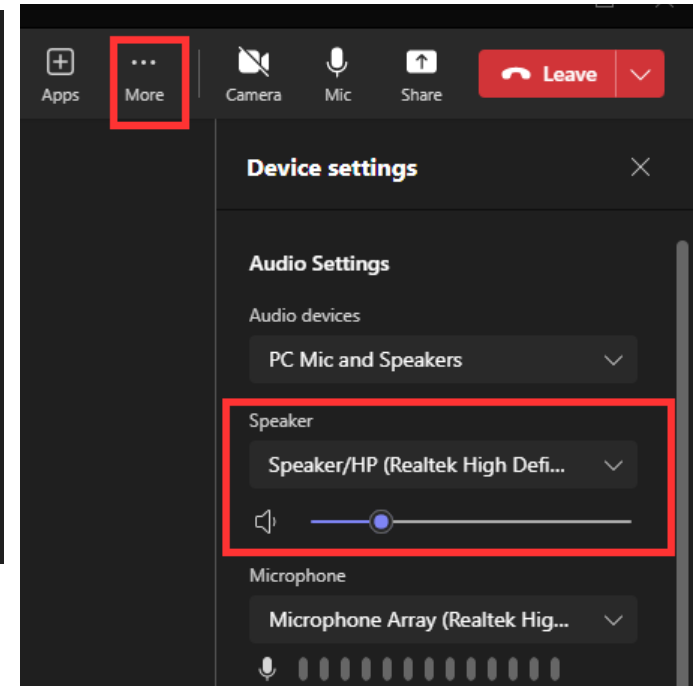 Apps
More
Camera
Mic
Share
Leave
Device settings
Audio Settings
Audio devices
PC Mic and Speakers
Speaker
Speaker/HP (Realtek High Defi...
Microphone
Microphone Array (Realtek Hig...